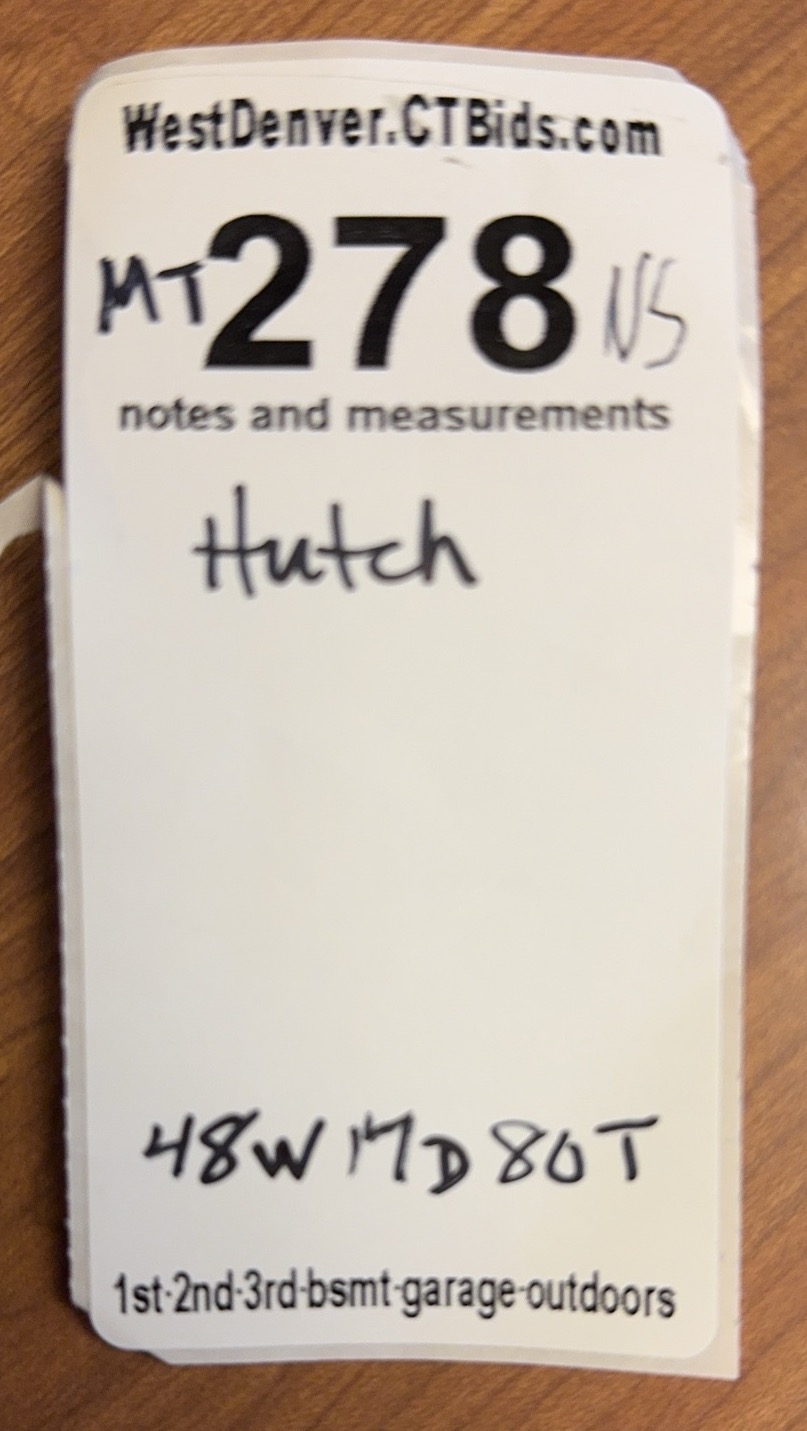 WestDenver.CTBids.com
MT 278 NS
notes and measurements
Hutch
48W 17D 80T
1st-2nd-3rd-bsmt-garage-outdoors